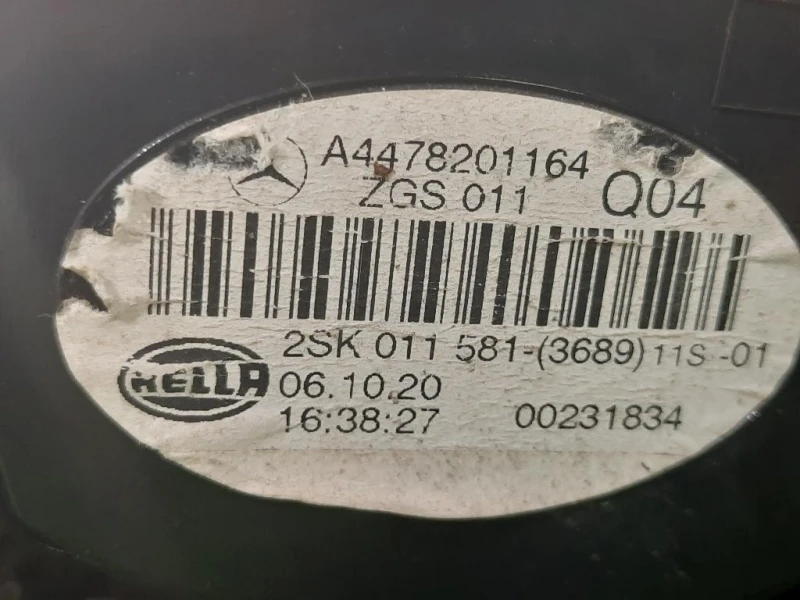 A4478201164
ZGS 011
Q04
2SK 011 581-(3689)11S -01
HELLA
06.10.20
16:38:27
00231834